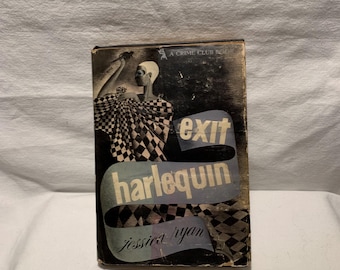 A CRIME CLUB
exit
harlequin
jessica ryan